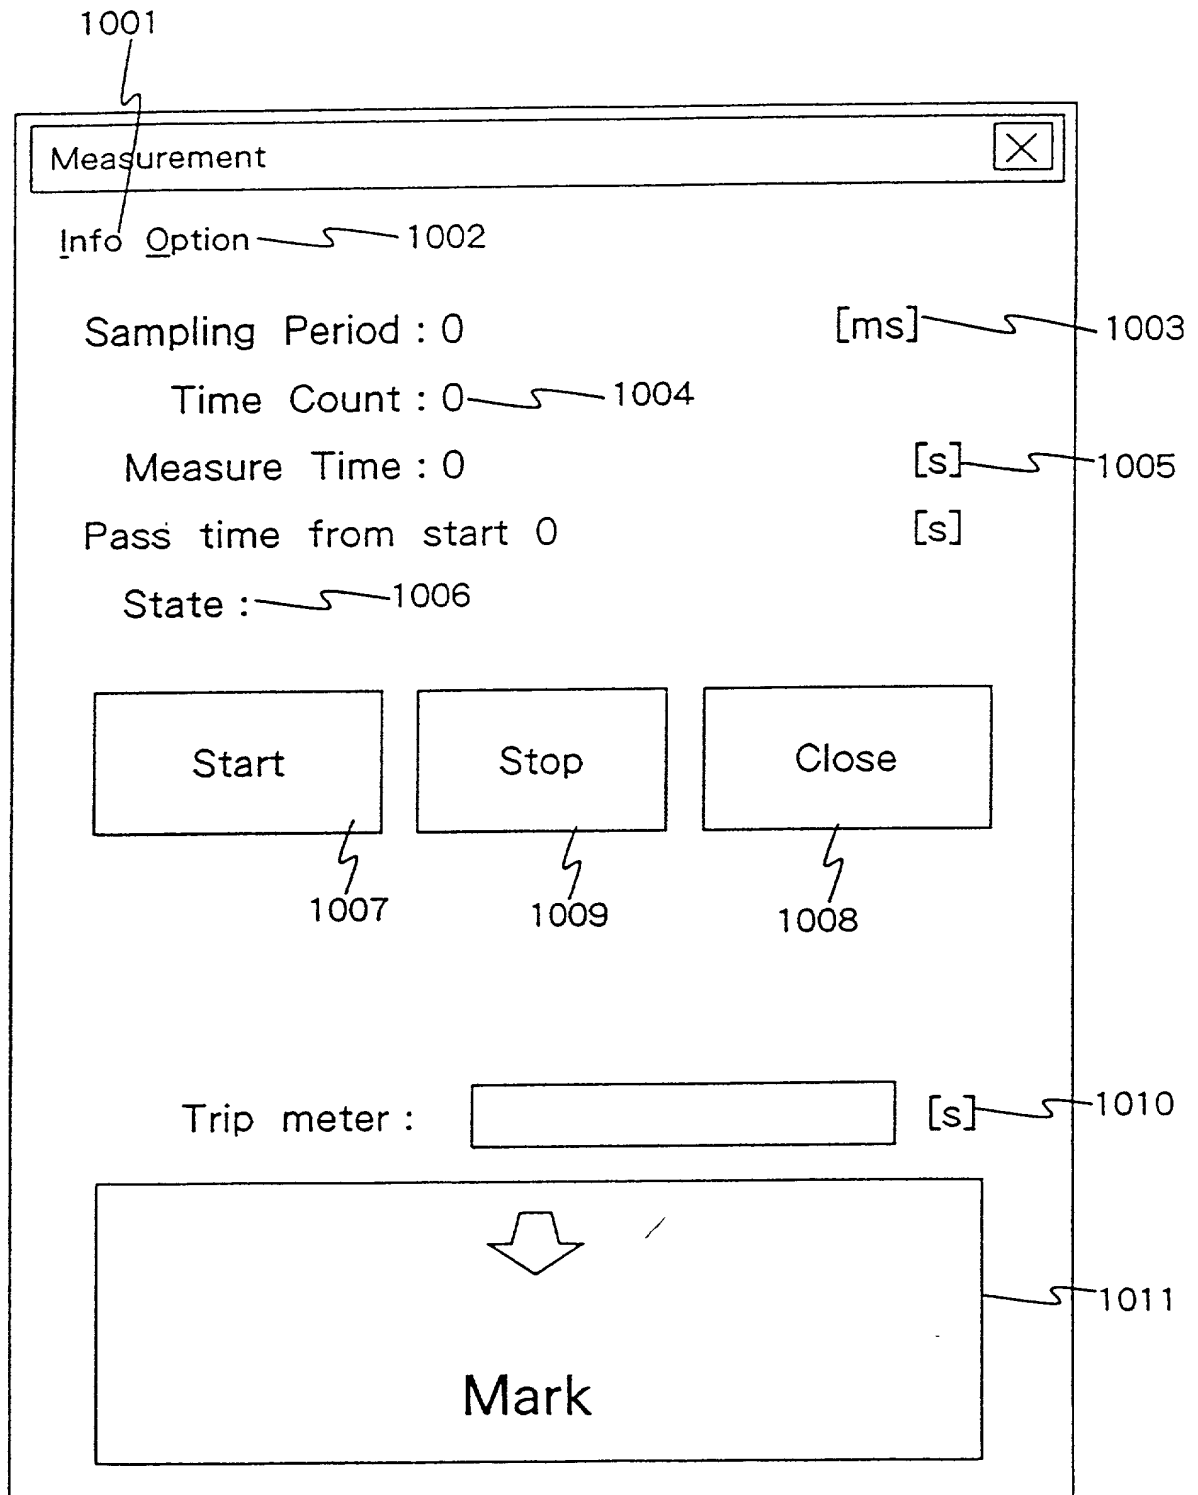 1001
Measurement
Info Option 1002
Sampling Period : 0 [ms] 1003
Time Count : 0 1004
Measure Time : 0 [s] 1005
Pass time from start 0 [s]
State : 1006
Start Stop Close
1007 1009 1008
Trip meter : [s] 1010
1011
Mark